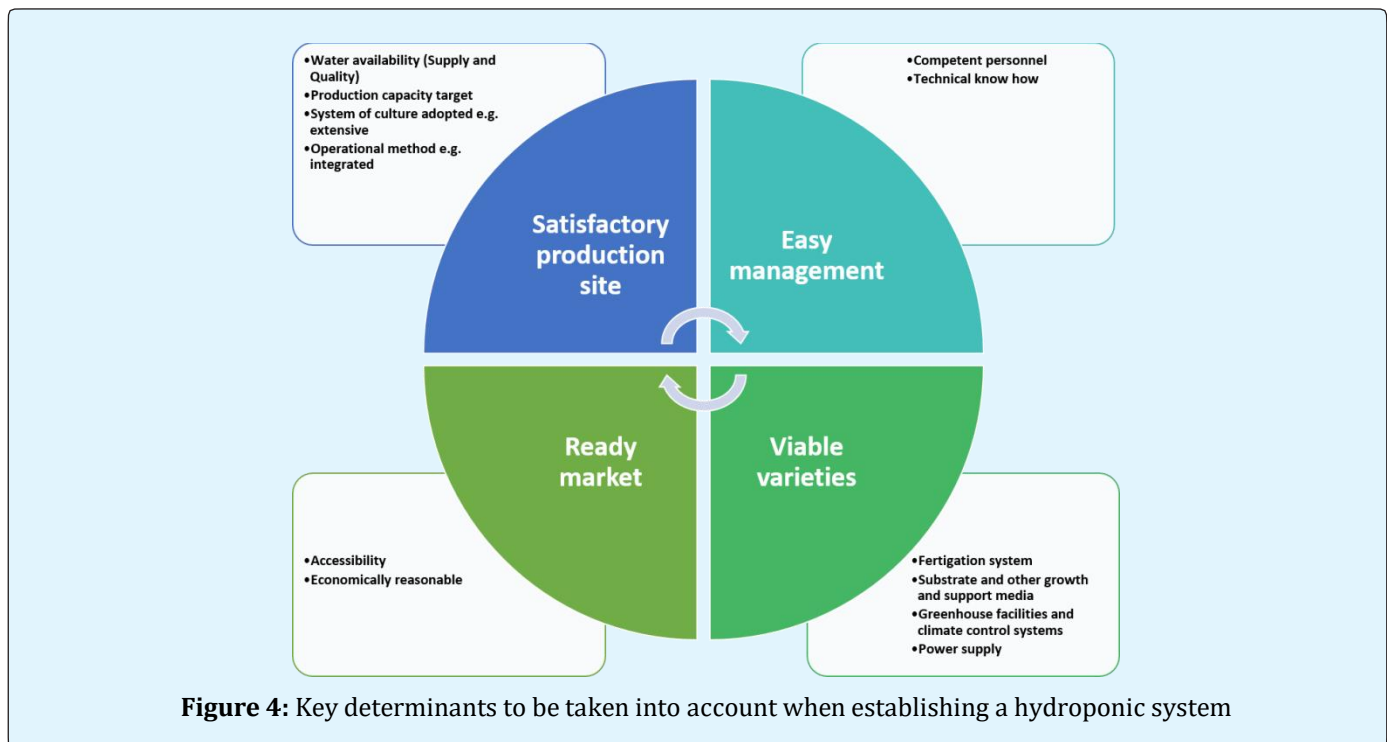 •Water availability (Supply and
Quality)
•Production capacity target
•System of culture adopted e.g.
extensive
•Operational method e.g.
integrated
•Competent personnel
•Technical know how
Satisfactory
production
site
Easy
management
Ready
market
Viable
varieties
•Accessibility
•Economically reasonable
•Fertigation system
•Substrate and other growth
and support media
•Greenhouse facilities and
climate control systems
•Power supply
Figure 4: Key determinants to be taken into account when establishing a hydroponic system